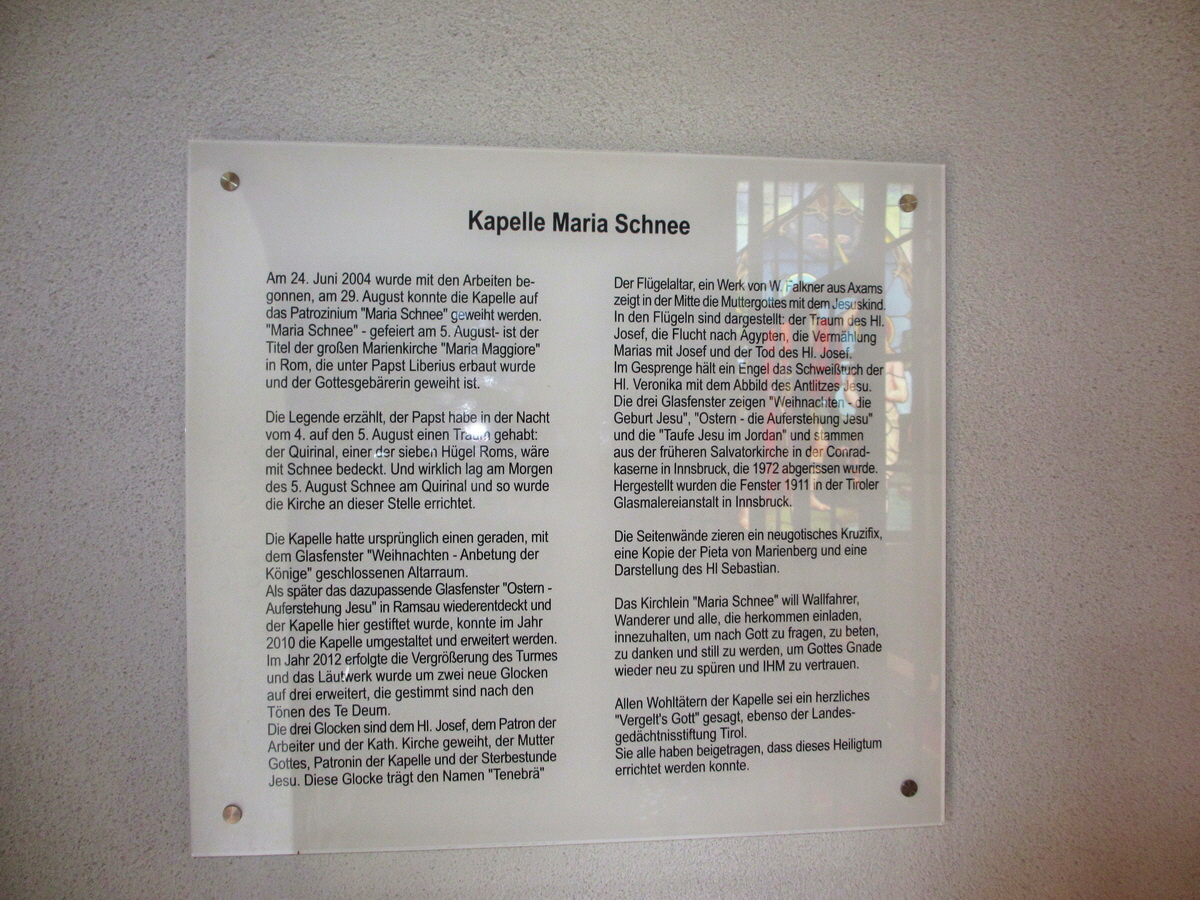 Kapelle Maria Schnee
Am 24. Juni 2004 wurde mit den Arbeiten be-
gonnen, am 29. August konnte die Kapelle auf
das Patrozinium "Maria Schnee" geweiht werden.
"Maria Schnee" - gefeiert am 5. August- ist der
Titel der großen Marienkirche "Maria Maggiore"
in Rom, die unter Papst Liberius erbaut wurde
und der Gottesgebärerin geweiht ist.
Die Legende erzählt, der Papst habe in der Nacht
vom 4. auf den 5. August einen Traum gehabt:
der Quirinal, einer der sieben Hügel Roms, wäre
mit Schnee bedeckt. Und wirklich lag am Morgen
des 5. August Schnee am Quirinal und so wurde
die Kirche an dieser Stelle errichtet.
Die Kapelle hatte ursprünglich einen geraden, mit
dem Glasfenster "Weihnachten - Anbetung der
Könige" geschlossenen Altarraum.
Als später das dazupassende Glasfenster "Ostern -
Auferstehung Jesu" in Ramsau wiederentdeckt und
der Kapelle hier gestiftet wurde, konnte im Jahr
2010 die Kapelle umgestaltet und erweitert werden.
Im Jahr 2012 erfolgte die Vergrößerung des Turmes
und das Läutwerk wurde um zwei neue Glocken
auf drei erweitert, die gestimmt sind nach den
Tönen des Te Deum.
Die drei Glocken sind dem Hl. Josef, dem Patron der
Arbeiter und der Kath. Kirche geweiht, der Mutter
Gottes, Patronin der Kapelle und der Sterbestunde
Jesu. Diese Glocke trägt den Namen "Tenebrä"
Der Flügelaltar, ein Werk von W. Falkner aus Axams
zeigt in der Mitte die Muttergottes mit dem Jesuskind.
In den Flügeln sind dargestellt: der Traum des Hl.
Josef, die Flucht nach Ägypten, die Vermählung
Marias mit Josef und der Tod des Hl. Josef.
Im Gesprenge hält ein Engel das Schweißtuch der
Hl. Veronika mit dem Abbild des Antlitzes Jesu.
Die drei Glasfenster zeigen "Weihnachten - die
Geburt Jesu", "Ostern - die Auferstehung Jesu"
und die "Taufe Jesu im Jordan" und stammen
aus der früheren Salvatorkirche in der Conrad-
kaserne in Innsbruck, die 1972 abgerissen wurde.
Hergestellt wurden die Fenster 1911 in der Tiroler
Glasmalereianstalt in Innsbruck.
Die Seitenwände zieren ein neugotisches Kruzifix,
eine Kopie der Pieta von Marienberg und eine
Darstellung des Hl Sebastian.
Das Kirchlein "Maria Schnee" will Wallfahrer,
Wanderer und alle, die herkommen einladen,
innezuhalten, um nach Gott zu fragen, zu beten,
zu danken und still zu werden, um Gottes Gnade
wieder neu zu spüren und IHM zu vertrauen.
Allen Wohltätern der Kapelle sei ein herzliches
"Vergelt's Gott" gesagt, ebenso der Landes-
gedächtnisstiftung Tirol.
Sie alle haben beigetragen, dass dieses Heiligtum
errichtet werden konnte.